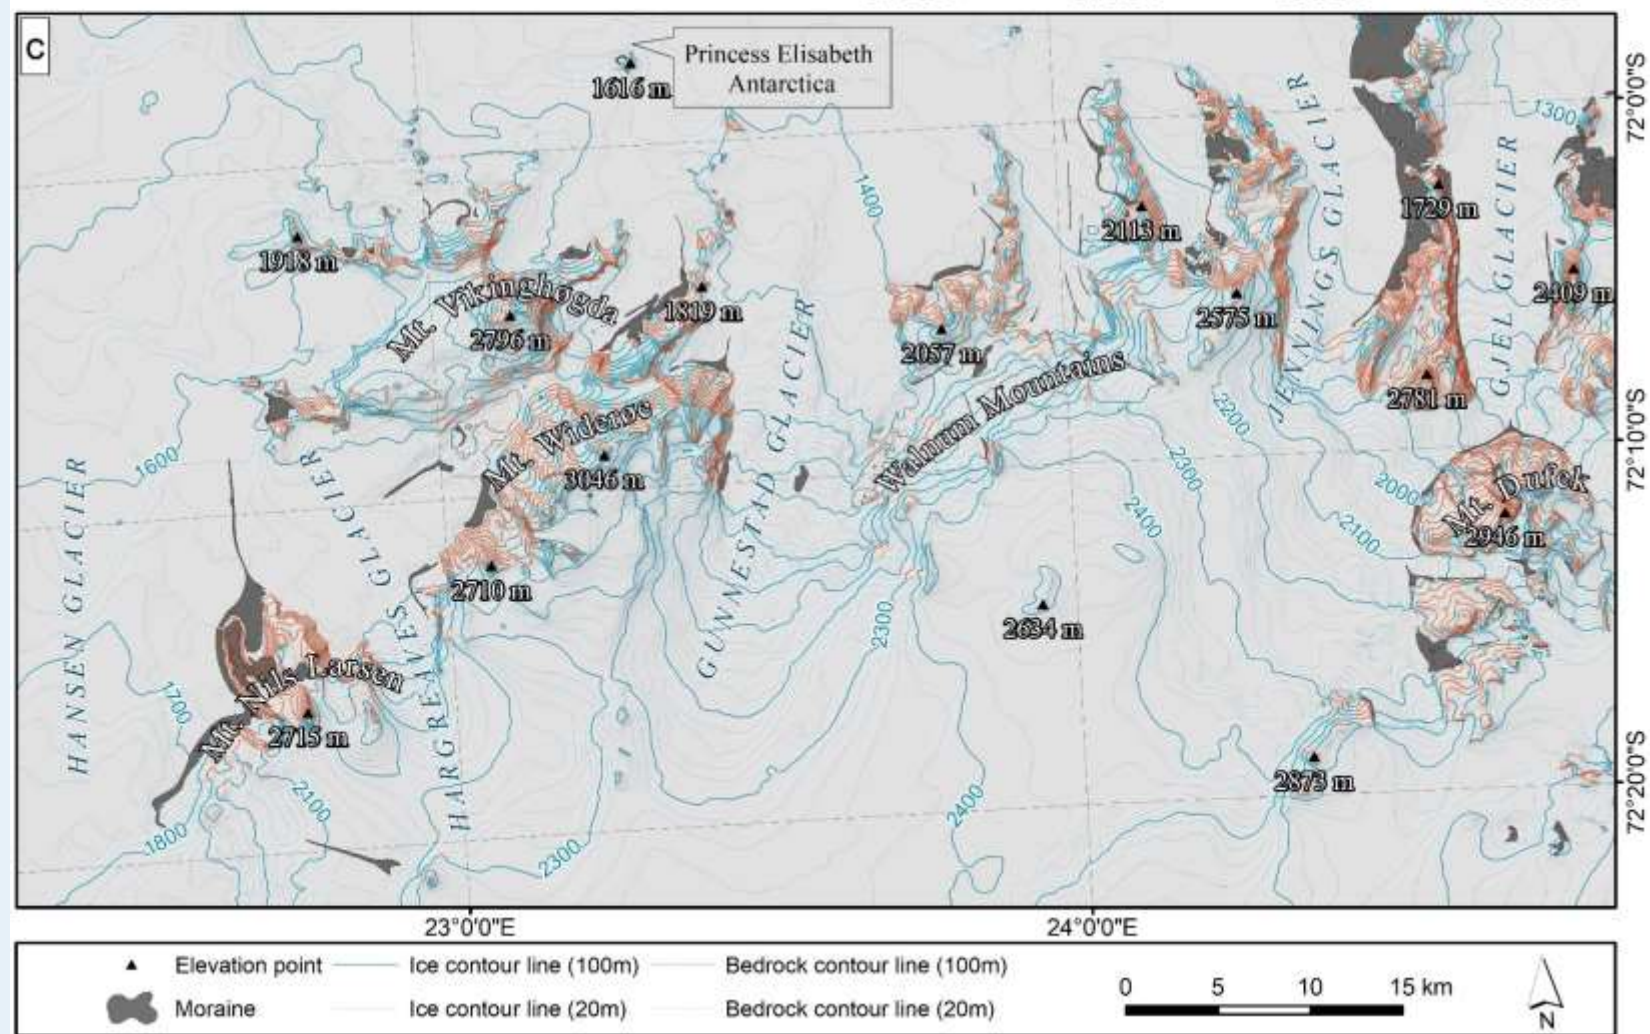 C
Princess Elisabeth
Antarctica
1616 m
72°0'0"S
1300
1400
1729 m
2113 m
1918 m
Mt. Vikinghøgda
1819 m
2796 m
2575 m
2409 m
2057 m
JENNINGS GLACIER
GJEL GLACIER
2781 m
Walnum Mountains
GUNNESTAD GLACIER
Mt. Widerøe
3046 m
72°10'0"S
2200
2300
2400
2000
2100
Mt. Dufek
2946 m
1600
HANSEN GLACIER
HARGREAVES GLACIER
2710 m
2634 m
2300
Mt. Nils Larsen
2715 m
1700
2873 m
72°20'0"S
2100
1800
2300
2400
23°0'0"E
24°0'0"E
Elevation point
Ice contour line (100m)
Bedrock contour line (100m)
Moraine
Ice contour line (20m)
Bedrock contour line (20m)
0 5 10 15 km
N